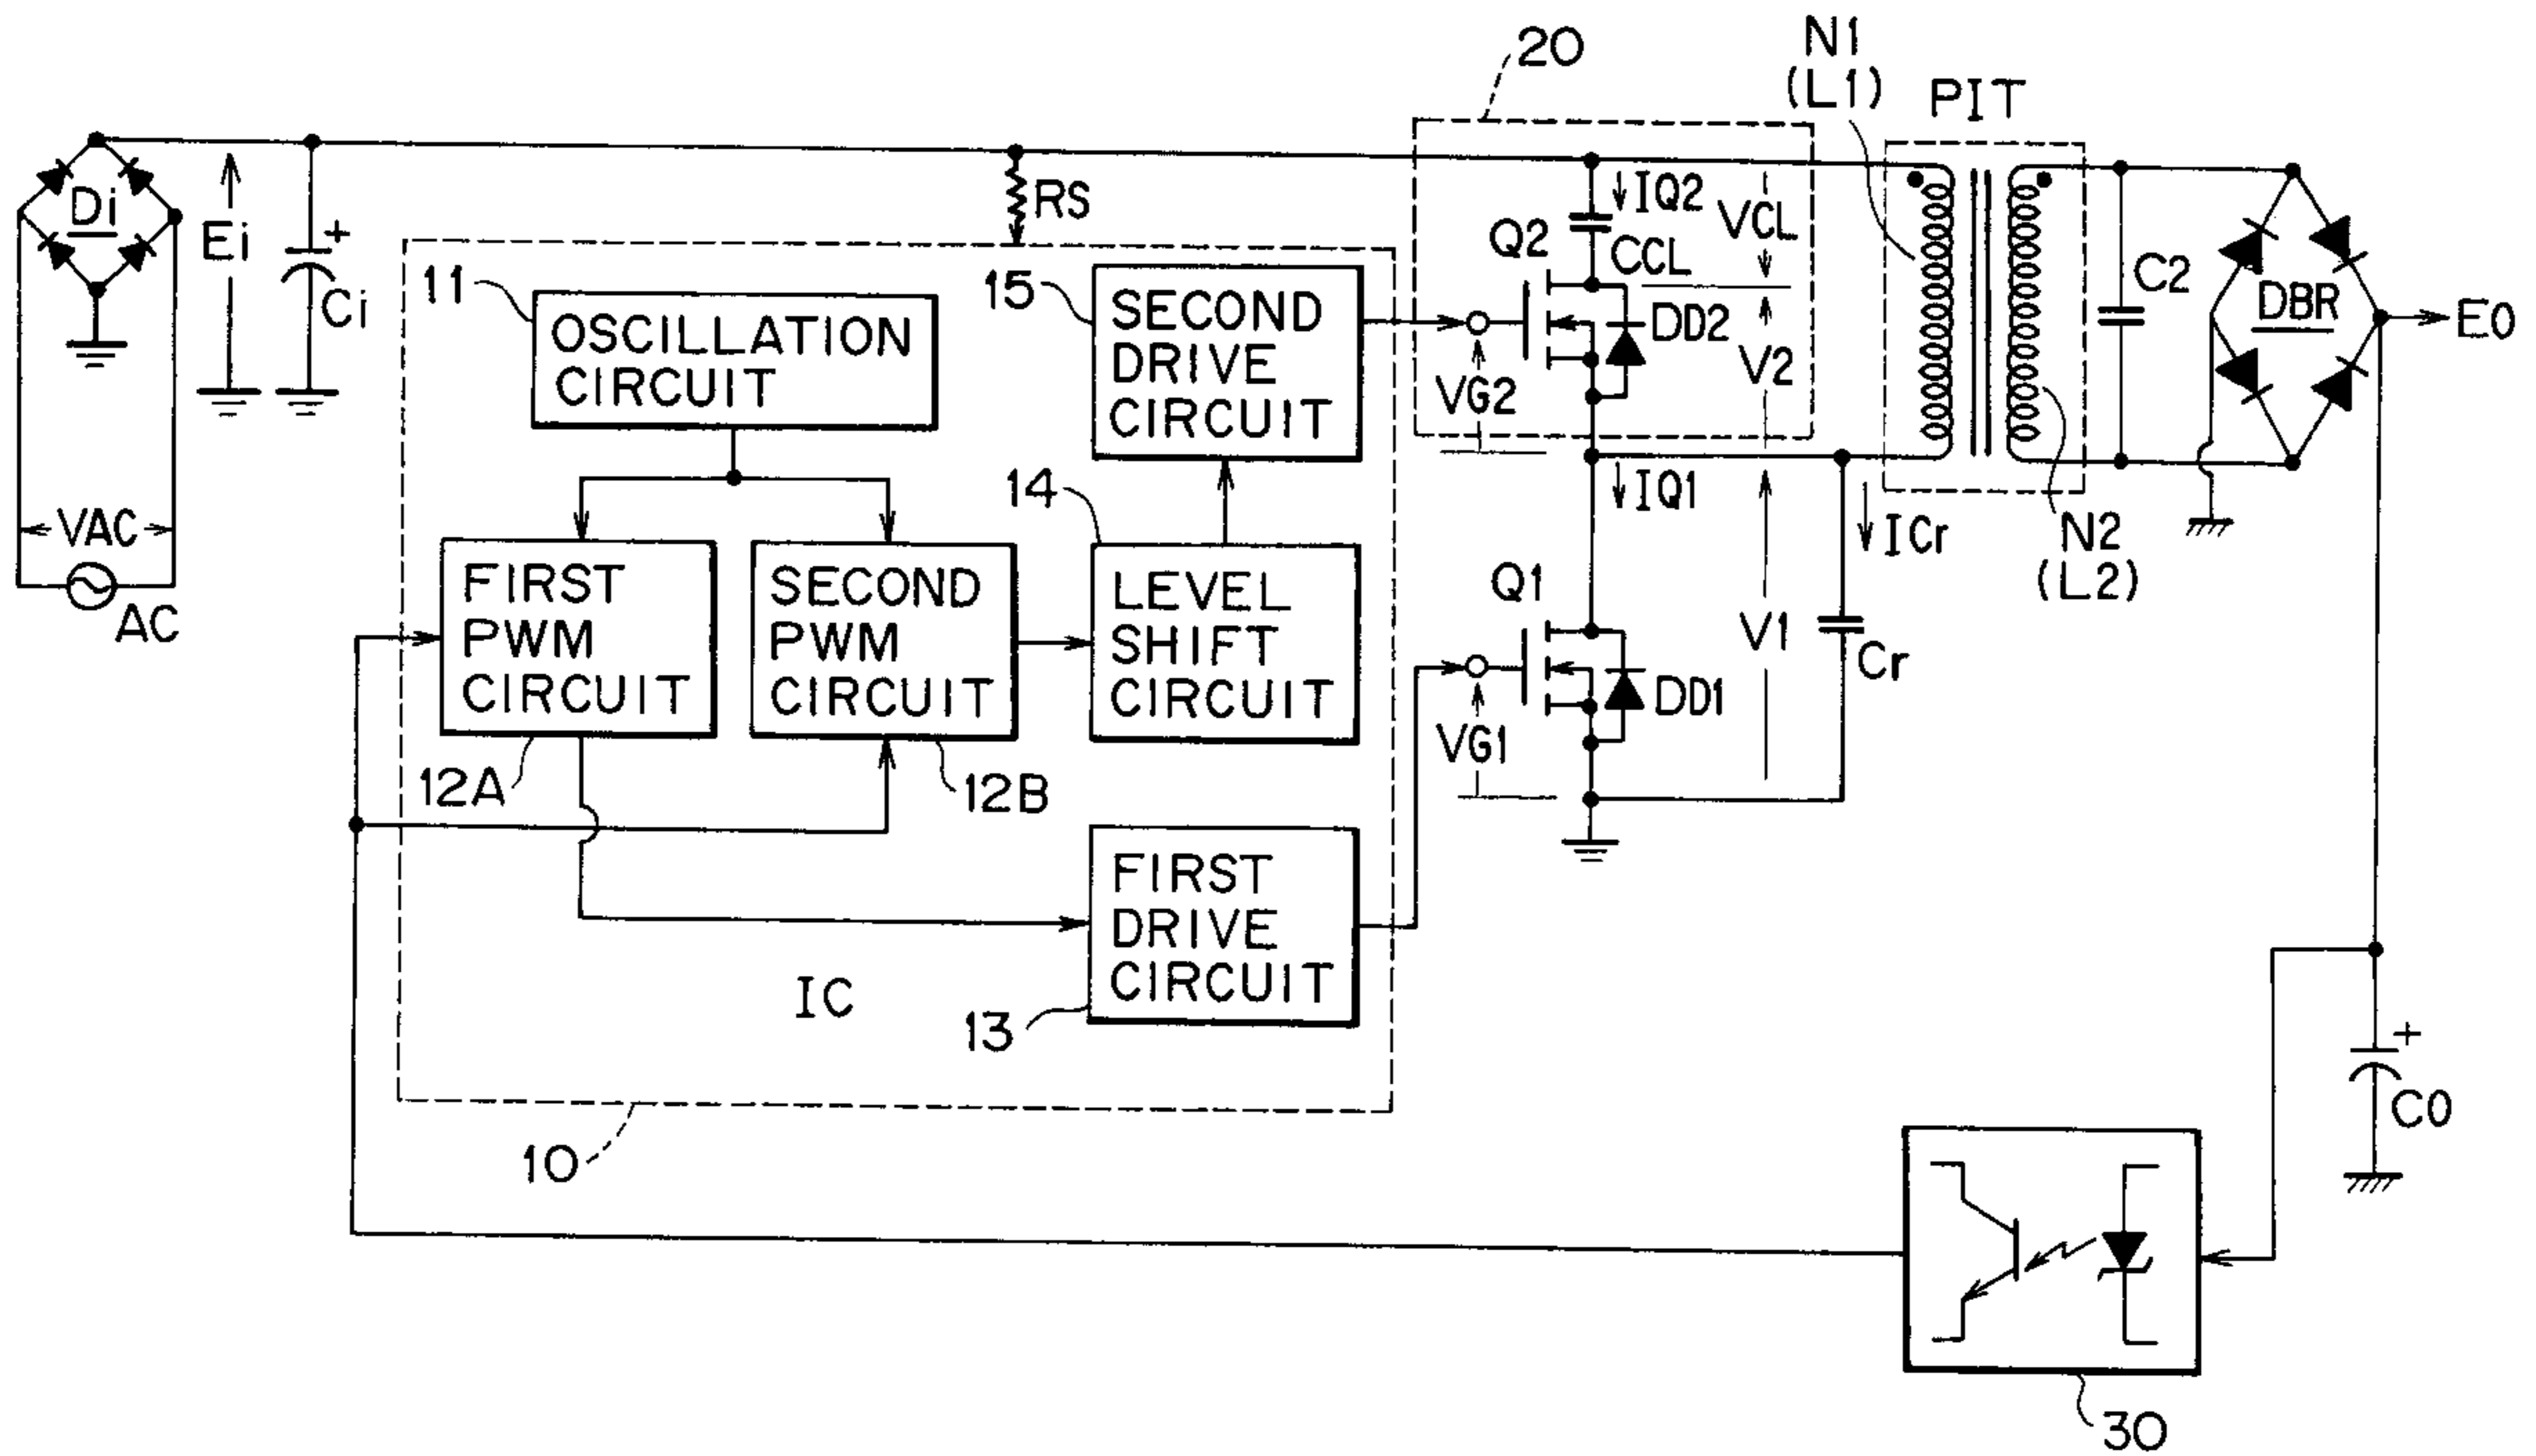 20
N1
(L1)
PIT
Di
Ei
+
Ci
RS
IQ2
VCL
Q2
CCL
DD2
V2
VG2
C2
DBR
E0
11
OSCILLATION
CIRCUIT
15
SECOND
DRIVE
CIRCUIT
VAC
AC
14
IQ1
ICr
N2
(L2)
FIRST
PWM
CIRCUIT
SECOND
PWM
CIRCUIT
LEVEL
SHIFT
CIRCUIT
Q1
V1
Cr
DD1
VG1
12A
12B
FIRST
DRIVE
CIRCUIT
IC
13
10
+
C0
30